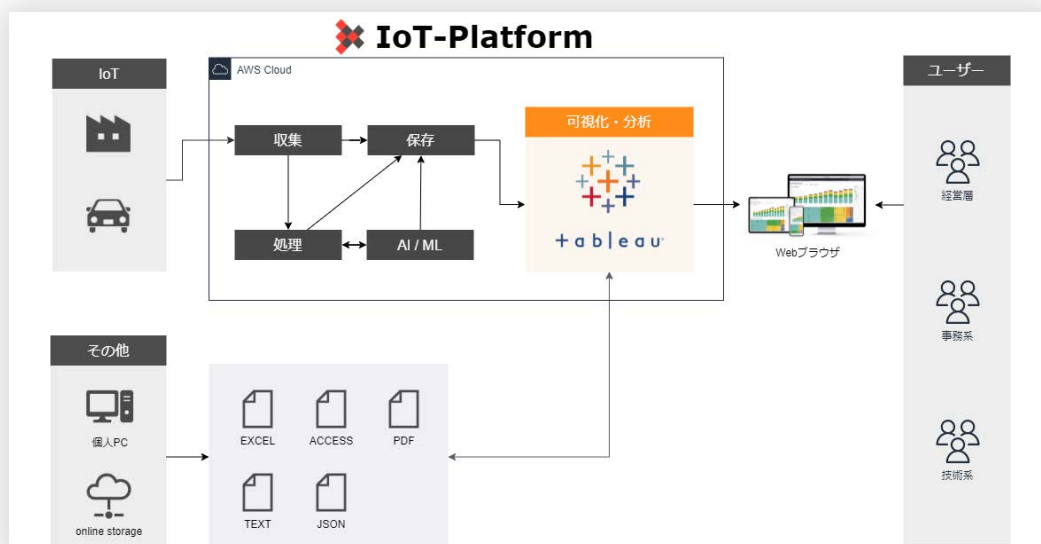 IoT-Platform
IoT
AWS Cloud
収集
保存
処理
AI / ML
可視化・分析
+ableau
Webブラウザ
ユーザー
経営層
事務系
技術系
その他
個人PC
online storage
EXCEL
ACCESS
PDF
TEXT
JSON